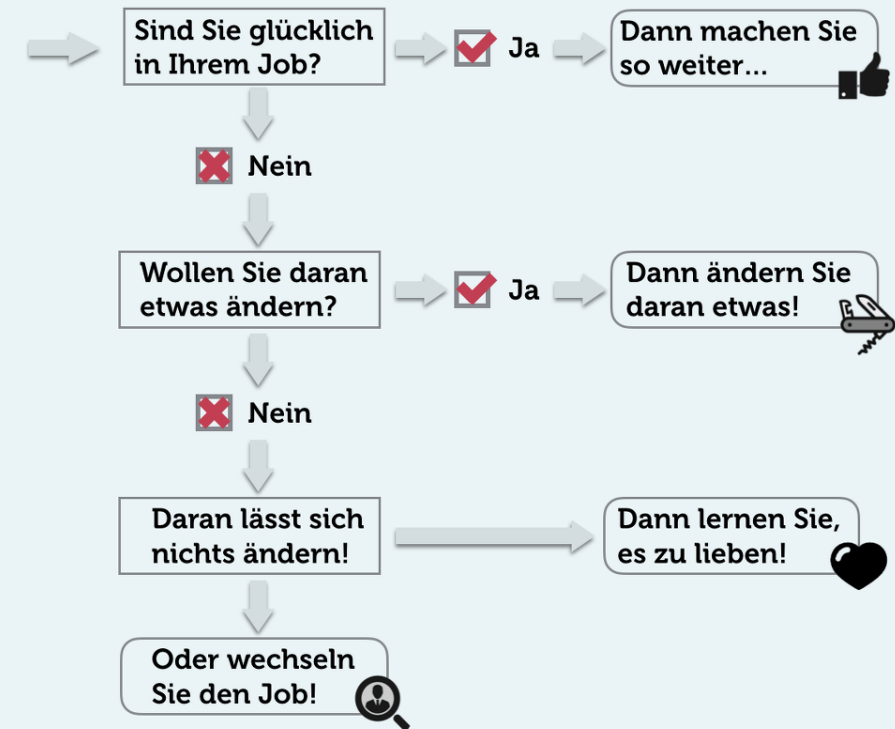 Sind Sie glücklich
in Ihrem Job?
Ja
Dann machen Sie
so weiter...
Nein
Wollen Sie daran
etwas ändern?
Ja
Dann ändern Sie
daran etwas!
Nein
Daran lässt sich
nichts ändern!
Dann lernen Sie,
es zu lieben!
Oder wechseln
Sie den Job!